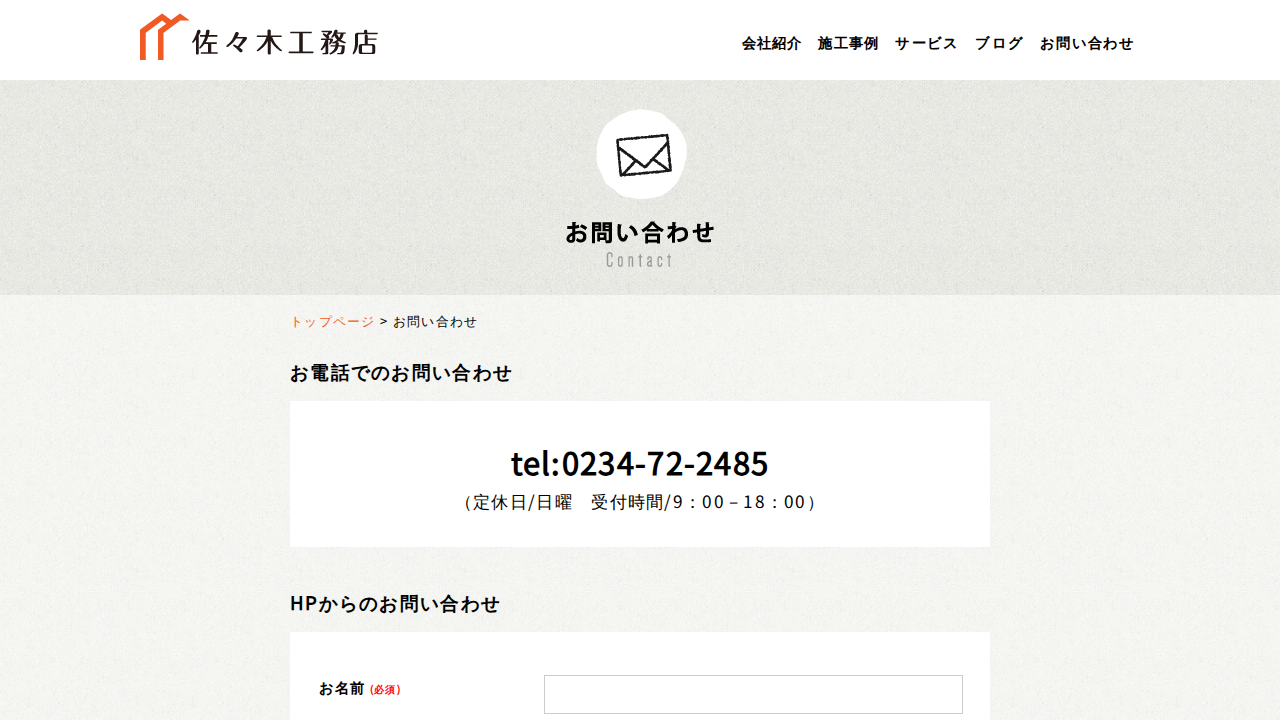 佐々木工務店
会社紹介 施工事例 サービス ブログ お問い合わせ
お問い合わせ
Contact
トップページ > お問い合わせ
お電話でのお問い合わせ
tel:0234-72-2485
（定休日/日曜　受付時間/9：00－18：00）
HPからのお問い合わせ
お名前 (必須)